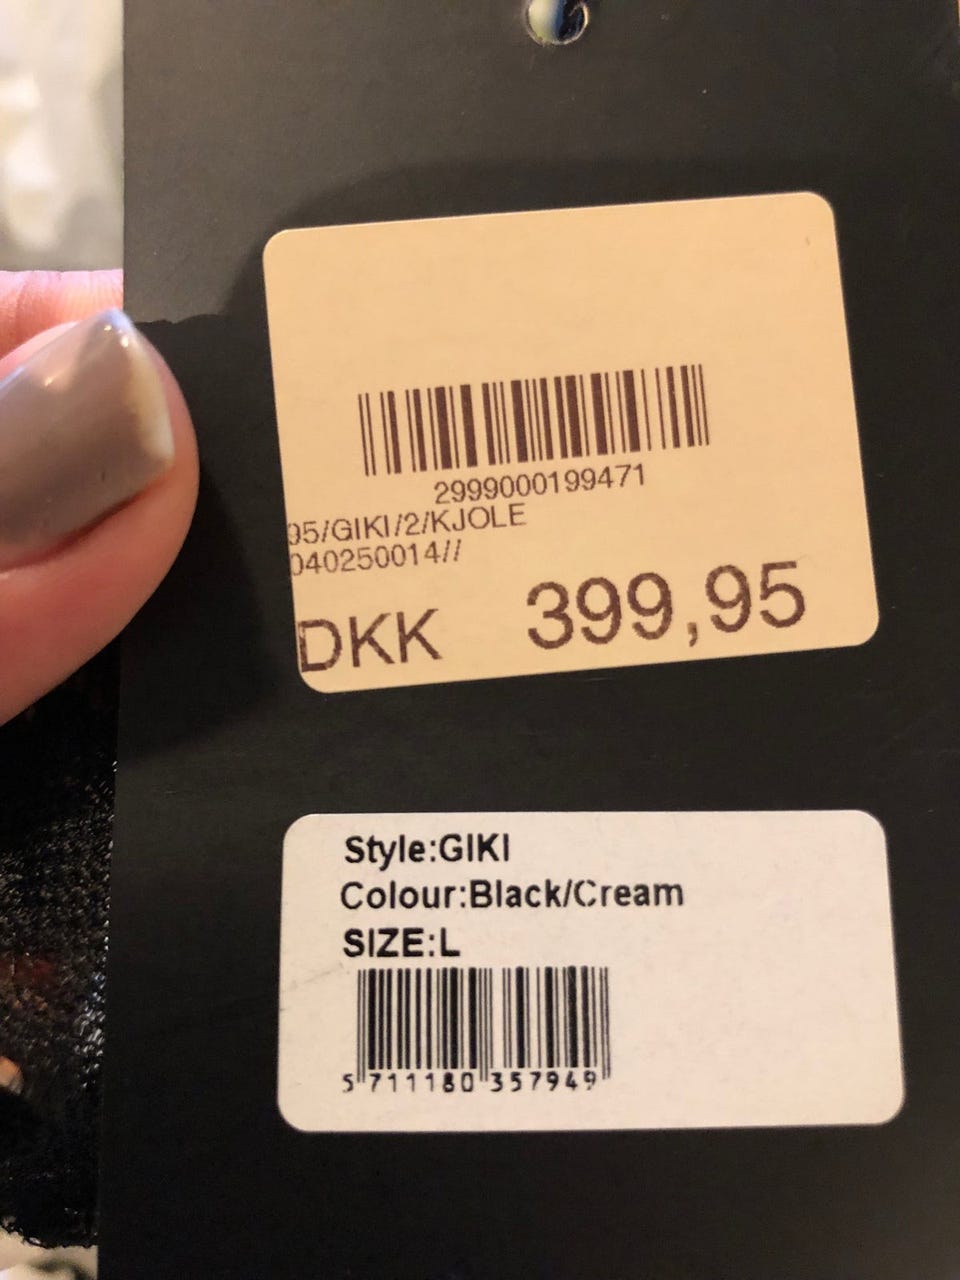 2999000199471
95/GIKI/2/KJOLE
040250014//
DKK 399,95
Style:GIKI
Colour:Black/Cream
SIZE:L
5 711180 357949